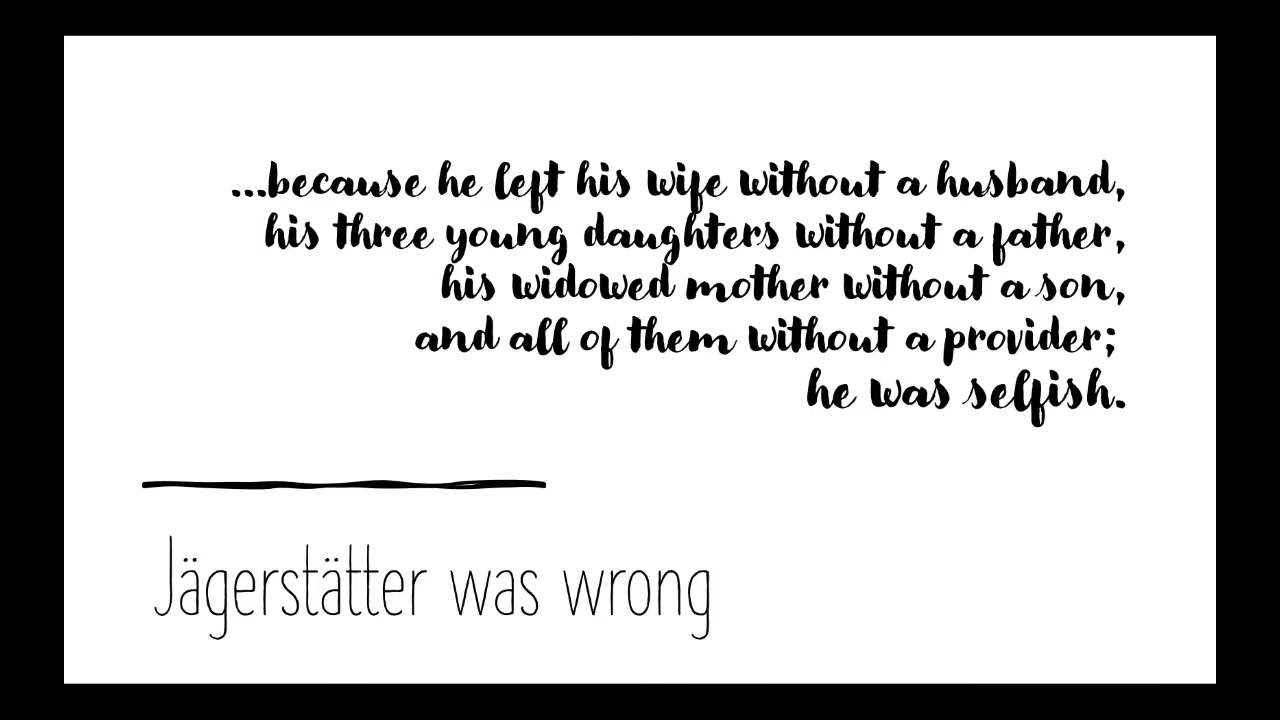 ...because he left his wife without a husband,
his three young daughters without a father,
his widowed mother without a son,
and all of them without a provider;
he was selfish.
Jägerstätter was wrong